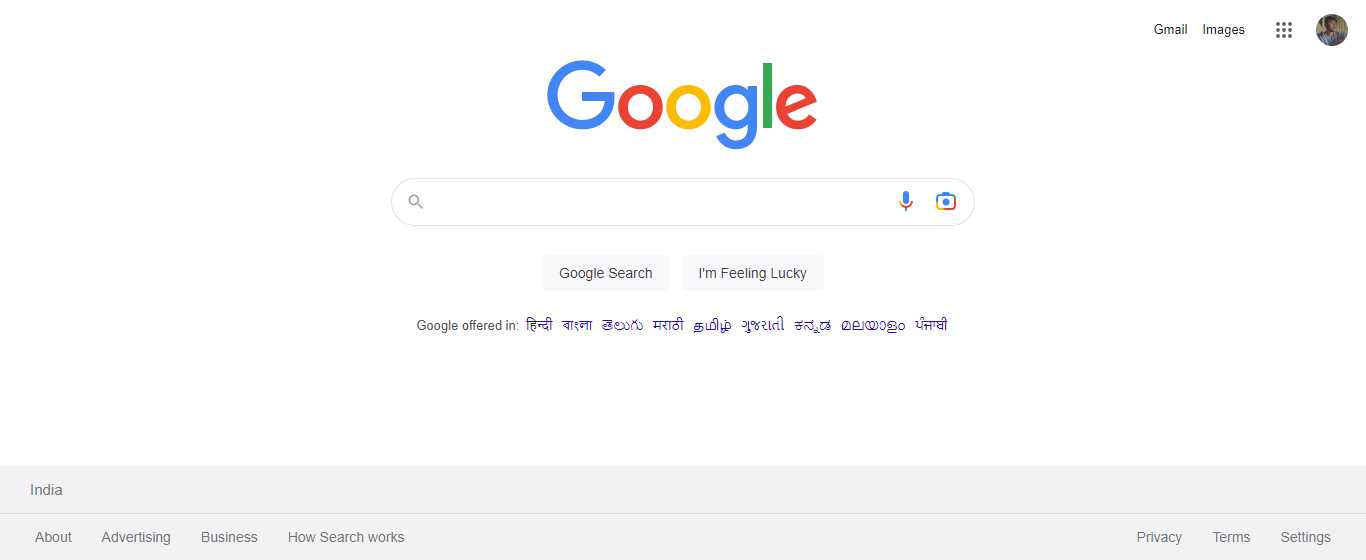 Gmail Images
Google
Google Search I'm Feeling Lucky
Google offered in: हिन्दी বাংলা తెలుగు मराठी தமிழ் ગુજરાતી ಕನ್ನಡ മലയാളം ਪੰਜਾਬੀ
India
About Advertising Business How Search works Privacy Terms Settings